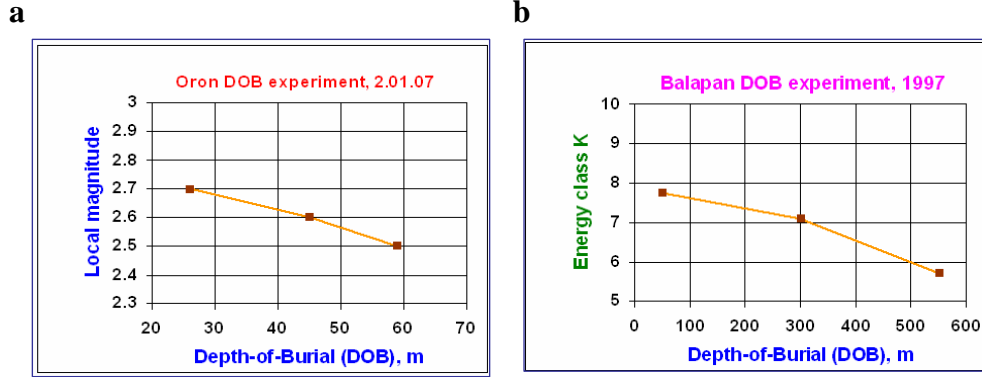 a
b
Oron DOB experiment, 2.01.07
Local magnitude
3
2.9
2.8
2.7
2.6
2.5
2.4
2.3
20 30 40 50 60 70
Depth-of-Burial (DOB), m
Balapan DOB experiment, 1997
Energy class K
10
9
8
7
6
5
0 100 200 300 400 500 600
Depth-of-Burial (DOB), m